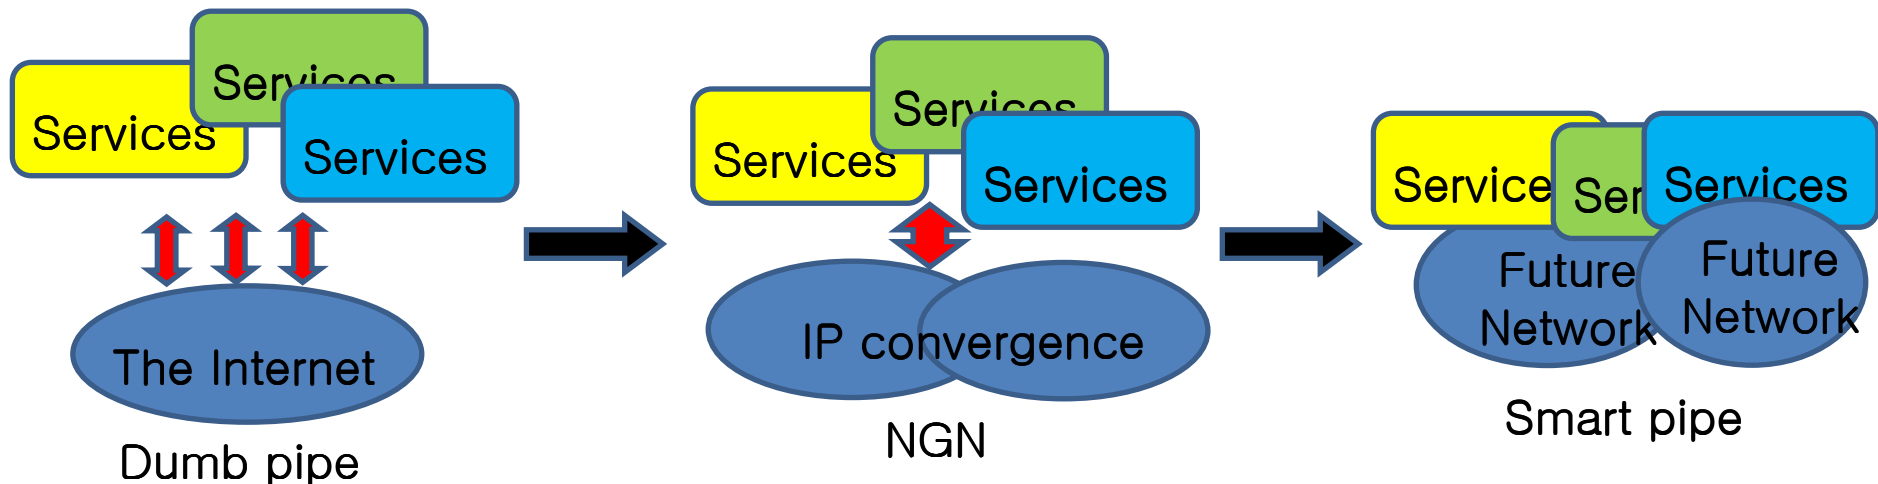 Services
Services
Services
The Internet
Dumb pipe
Services
Services
Services
IP convergence
NGN
Service
Ser
Services
Future
Network
Future
Network
Smart pipe